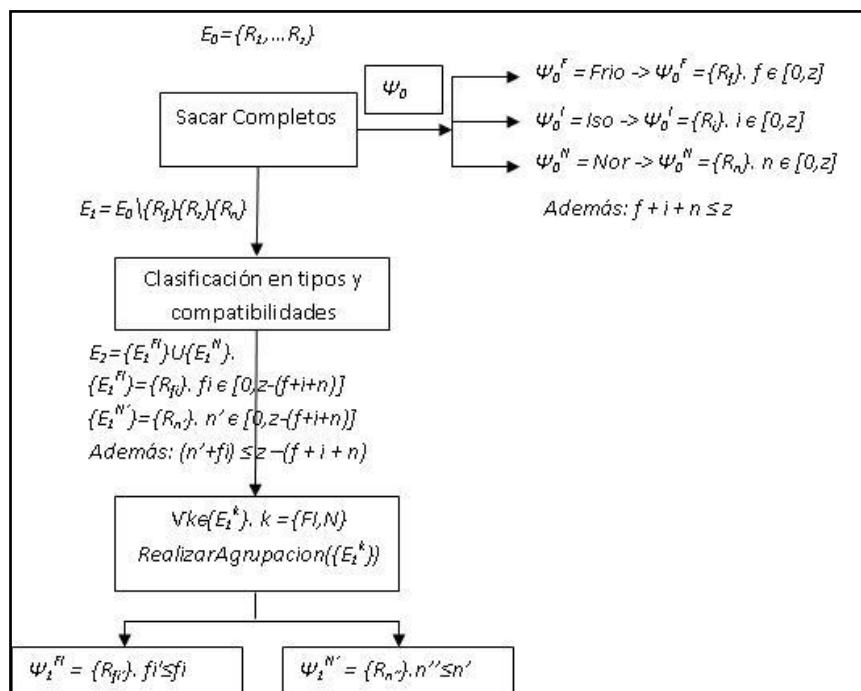 E₀={R₁,...R_z}
Ψ₀
Sacar Completos
Ψ₀^F = Frio -> Ψ₀^F ={R_f}. f ϵ [0,z]
Ψ₀^I = Iso -> Ψ₀^I ={R_i}. i ϵ [0,z]
Ψ₀^N = Nor -> Ψ₀^N ={R_n}. n ϵ [0,z]
Además: f + i + n ≤ z
E₁=E₀\{R_f}{R_z}{R_n}
Clasificación en tipos y
compatibilidades
E₂={E₁^FI}U{E₁^N}.
{E₁^FI}={R_fi}. fi ϵ [0,z-(f+i+n)]
{E₁^N´}={R_n'}. n' ϵ [0,z-(f+i+n)]
Además: (n'+fi) ≤ z –(f + i + n)
∀kϵ{E₁^k}. k = {FI,N}
RealizarAgrupacion({E₁^k})
Ψ₁^FI = {R_fi'}. fi'≤fi
Ψ₁^N´ = {R_n''}.n''≤n'